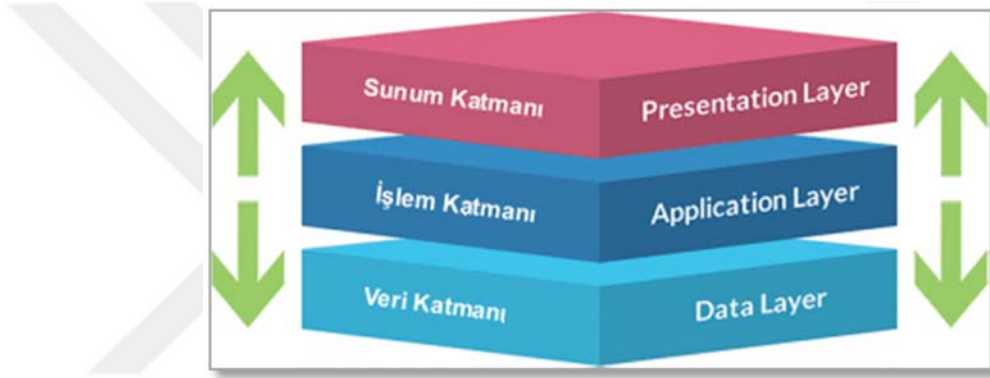 Sunum Katmanı
Presentation Layer
İşlem Katmanı
Application Layer
Veri Katmanı
Data Layer